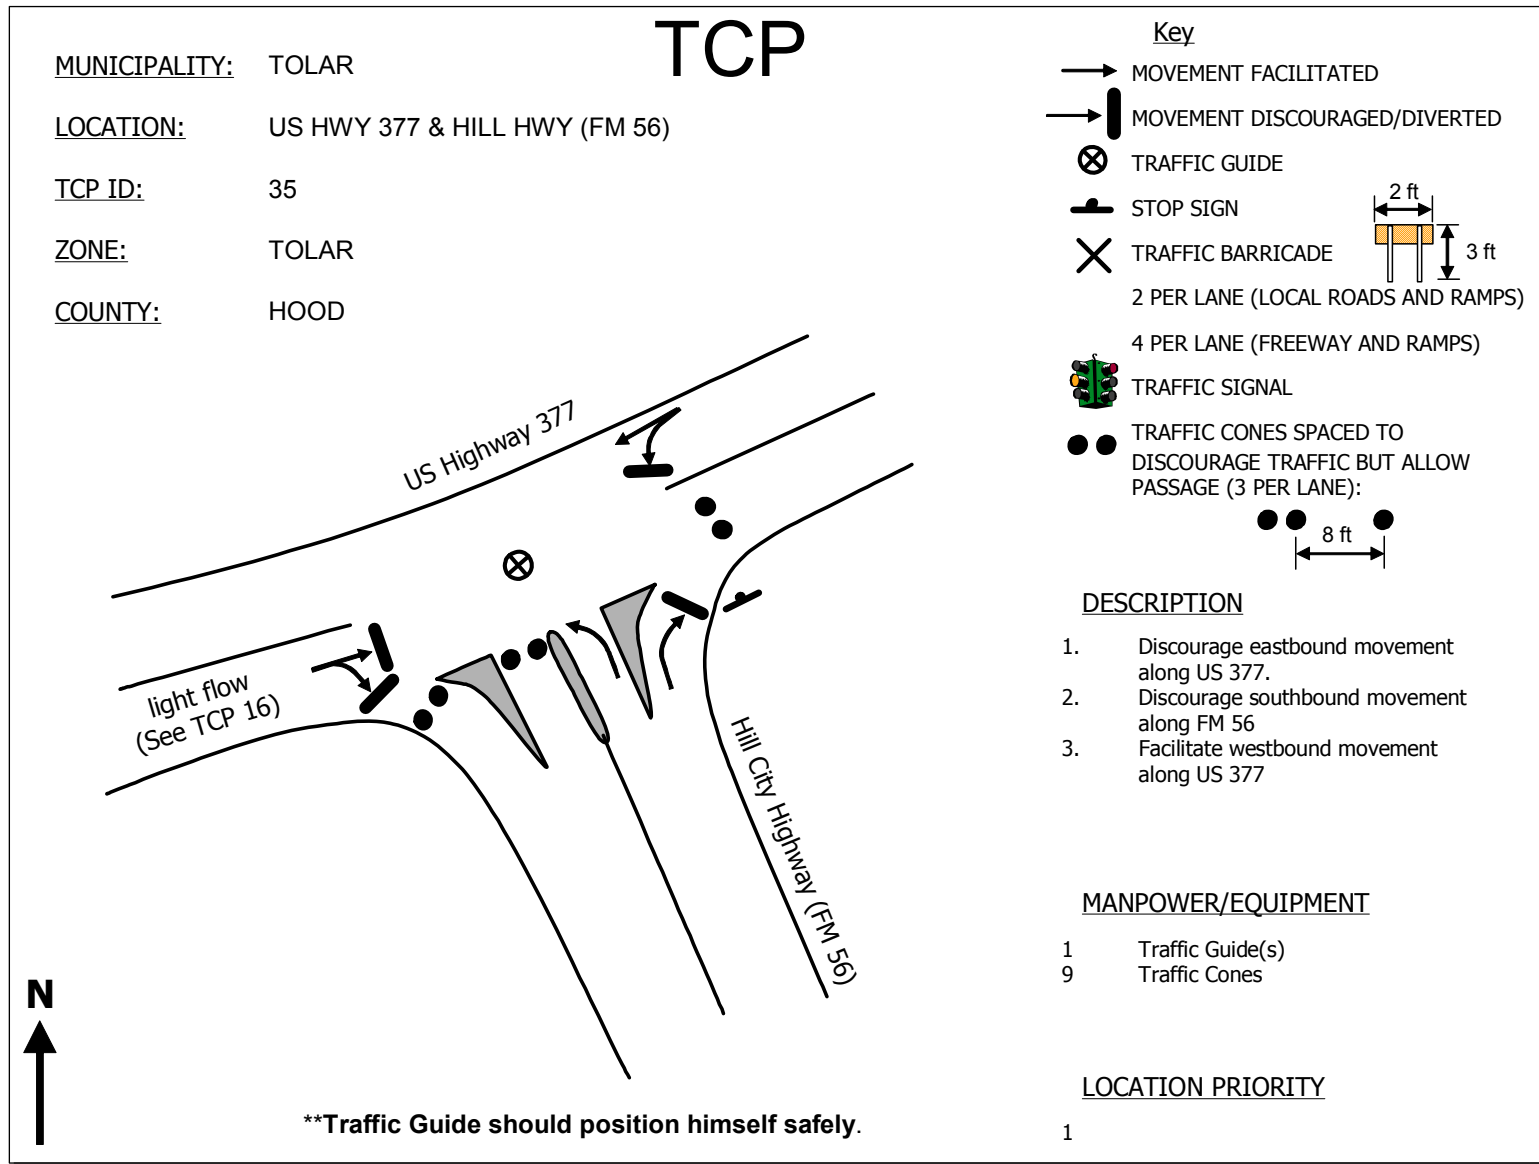 TCP
MUNICIPALITY: TOLAR
LOCATION: US HWY 377 & HILL HWY (FM 56)
TCP ID: 35
ZONE: TOLAR
COUNTY: HOOD
US Highway 377
light flow
(See TCP 16)
Hill City Highway (FM 56)
N
**Traffic Guide should position himself safely.
Key
MOVEMENT FACILITATED
MOVEMENT DISCOURAGED/DIVERTED
TRAFFIC GUIDE
STOP SIGN
2 ft
TRAFFIC BARRICADE
3 ft
2 PER LANE (LOCAL ROADS AND RAMPS)
4 PER LANE (FREEWAY AND RAMPS)
TRAFFIC SIGNAL
TRAFFIC CONES SPACED TO
DISCOURAGE TRAFFIC BUT ALLOW
PASSAGE (3 PER LANE):
8 ft
DESCRIPTION
1. Discourage eastbound movement
along US 377.
2. Discourage southbound movement
along FM 56
3. Facilitate westbound movement
along US 377
MANPOWER/EQUIPMENT
1 Traffic Guide(s)
9 Traffic Cones
LOCATION PRIORITY
1